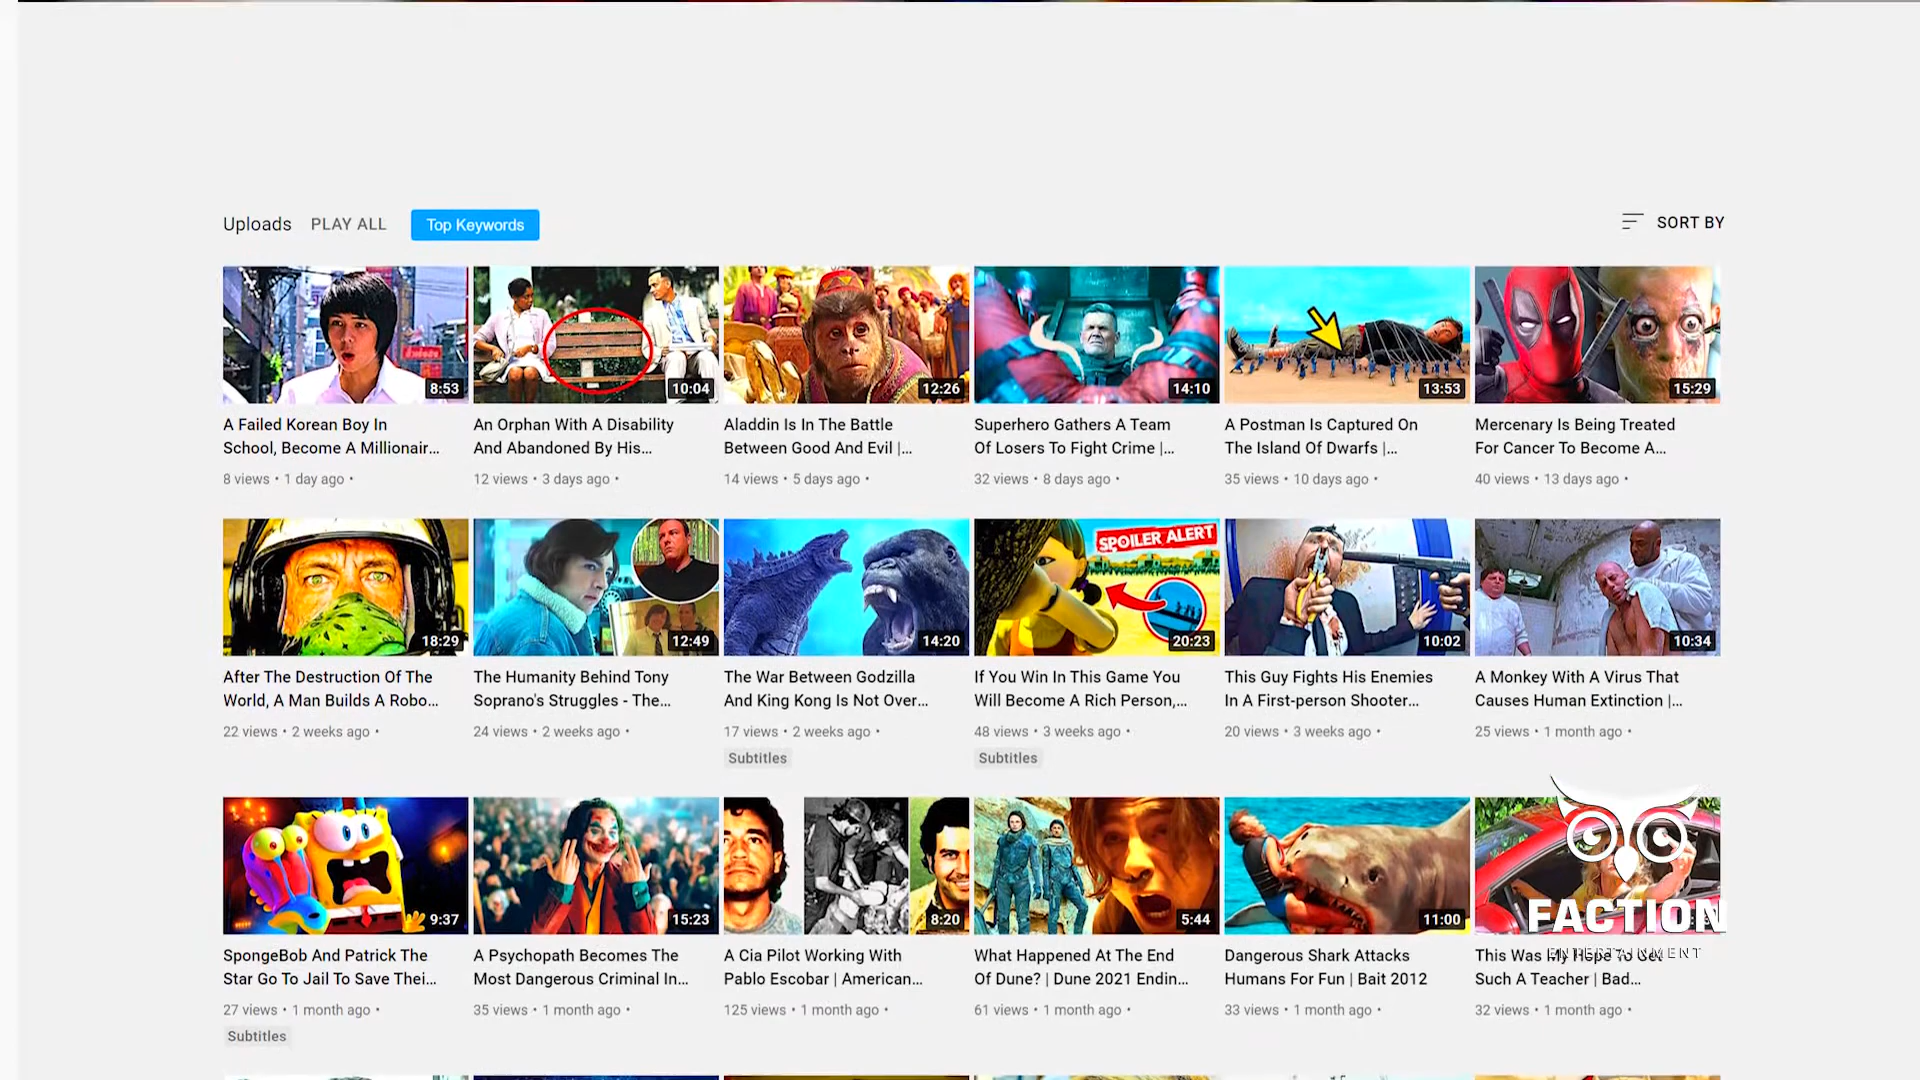 Uploads PLAY ALL Top Keywords SORT BY
8:53 10:04 12:26 14:10 13:53 15:29
A Failed Korean Boy In
School, Become A Millionair...
8 views • 1 day ago •
An Orphan With A Disability
And Abandoned By His...
12 views • 3 days ago •
Aladdin Is In The Battle
Between Good And Evil |...
14 views • 5 days ago •
Superhero Gathers A Team
Of Losers To Fight Crime |...
32 views • 8 days ago •
A Postman Is Captured On
The Island Of Dwarfs |...
35 views • 10 days ago •
Mercenary Is Being Treated
For Cancer To Become A...
40 views • 13 days ago •
SPOILER ALERT
18:29 12:49 14:20 20:23 10:02 10:34
After The Destruction Of The
World, A Man Builds A Robo...
22 views • 2 weeks ago •
The Humanity Behind Tony
Soprano's Struggles - The...
24 views • 2 weeks ago •
The War Between Godzilla
And King Kong Is Not Over...
17 views • 2 weeks ago •
Subtitles
If You Win In This Game You
Will Become A Rich Person,...
48 views • 3 weeks ago •
Subtitles
This Guy Fights His Enemies
In A First-person Shooter...
20 views • 3 weeks ago •
A Monkey With A Virus That
Causes Human Extinction |...
25 views • 1 month ago •
9:37 15:23 8:20 5:44 11:00
SpongeBob And Patrick The
Star Go To Jail To Save Thei...
27 views • 1 month ago •
Subtitles
A Psychopath Becomes The
Most Dangerous Criminal In...
35 views • 1 month ago •
A Cia Pilot Working With
Pablo Escobar | American...
125 views • 1 month ago •
What Happened At The End
Of Dune? | Dune 2021 Endin...
61 views • 1 month ago •
Dangerous Shark Attacks
Humans For Fun | Bait 2012
33 views • 1 month ago •
FACTION
ENTERTAINMENT
This Was My Hope To Get
Such A Teacher | Bad...
32 views • 1 month ago •